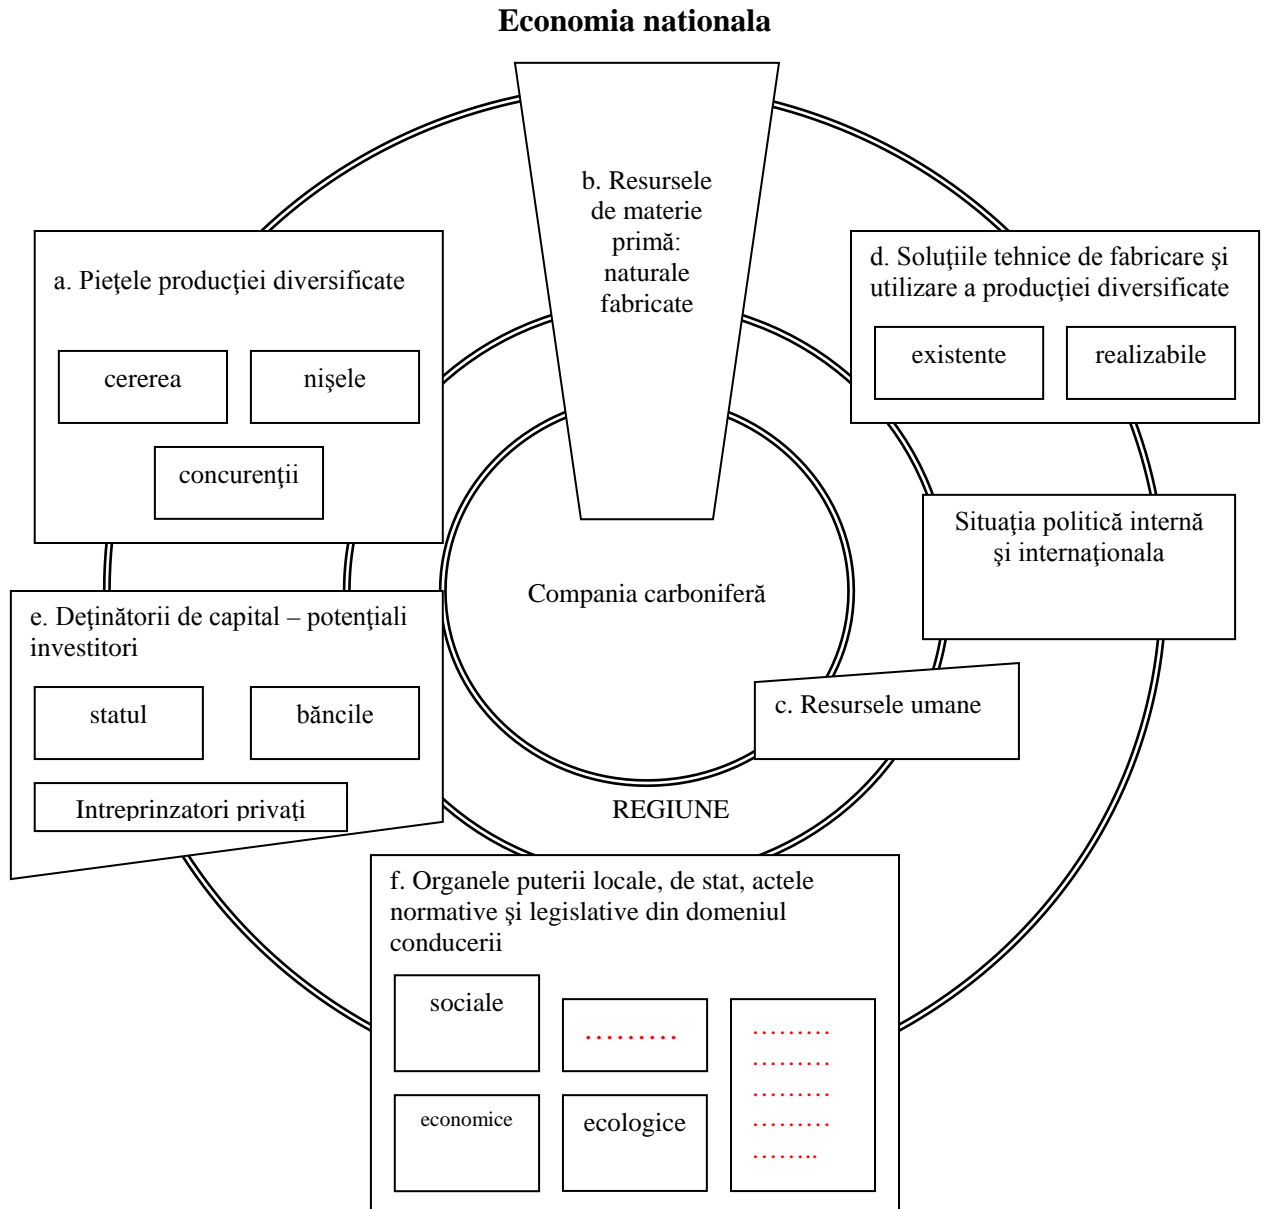 Economia nationala
b. Resursele
de materie
primă:
naturale
fabricate
a. Pieţele producţiei diversificate
cererea
nişele
concurenţii
d. Soluţiile tehnice de fabricare şi
utilizare a producţiei diversificate
existente
realizabile
Situaţia politică internă
şi internaţionala
Compania carboniferă
e. Deţinătorii de capital – potenţiali
investitori
statul
băncile
Intreprinzatori privaţi
c. Resursele umane
REGIUNE
f. Organele puterii locale, de stat, actele
normative şi legislative din domeniul
conducerii
sociale
………
economice
ecologice
………
………
………
………
……..